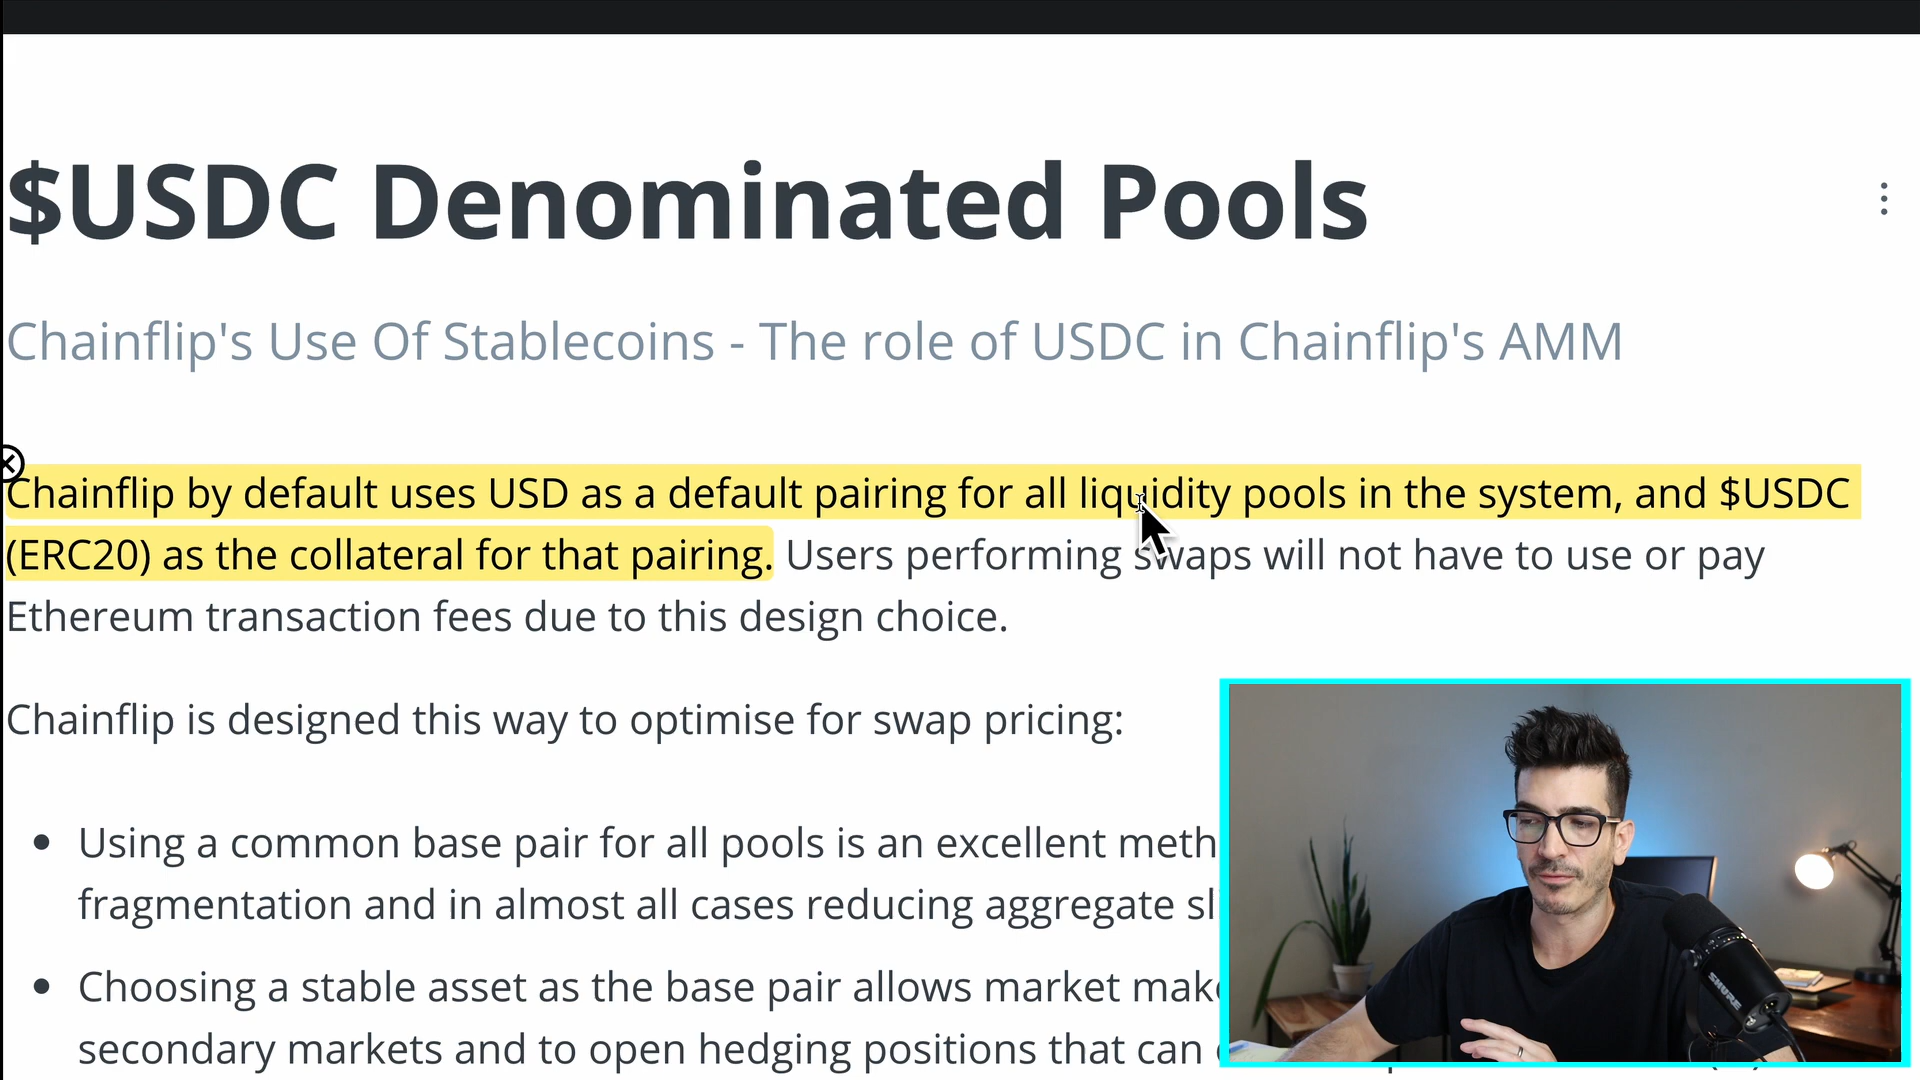 $USDC Denominated Pools
Chainflip's Use Of Stablecoins - The role of USDC in Chainflip's AMM
Chainflip by default uses USD as a default pairing for all liquidity pools in the system, and $USDC
(ERC20) as the collateral for that pairing. Users performing swaps will not have to use or pay
Ethereum transaction fees due to this design choice.
Chainflip is designed this way to optimise for swap pricing:
Using a common base pair for all pools is an excellent
fragmentation and in almost all cases reducing aggregate
Choosing a stable asset as the base pair allows market
secondary markets and to open hedging positions that can
SHURE